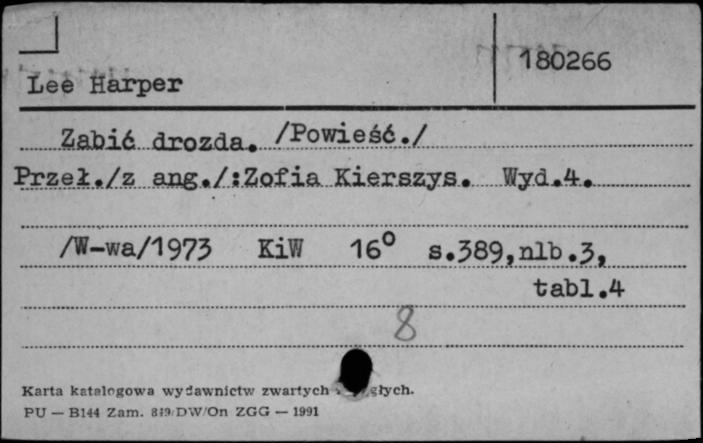 180266
Lee Harper
Zabić drozda. /Powieść./
Przeł./z ang./:Zofia Kierszys. Wyd.4.
/W-wa/1973 KiW 16° s.389,nlb.3,
tabl.4
8
Karta katalogowa wydawnictw zwartych
PU — B144 Zam. 849/DW/On ZGG — 1991